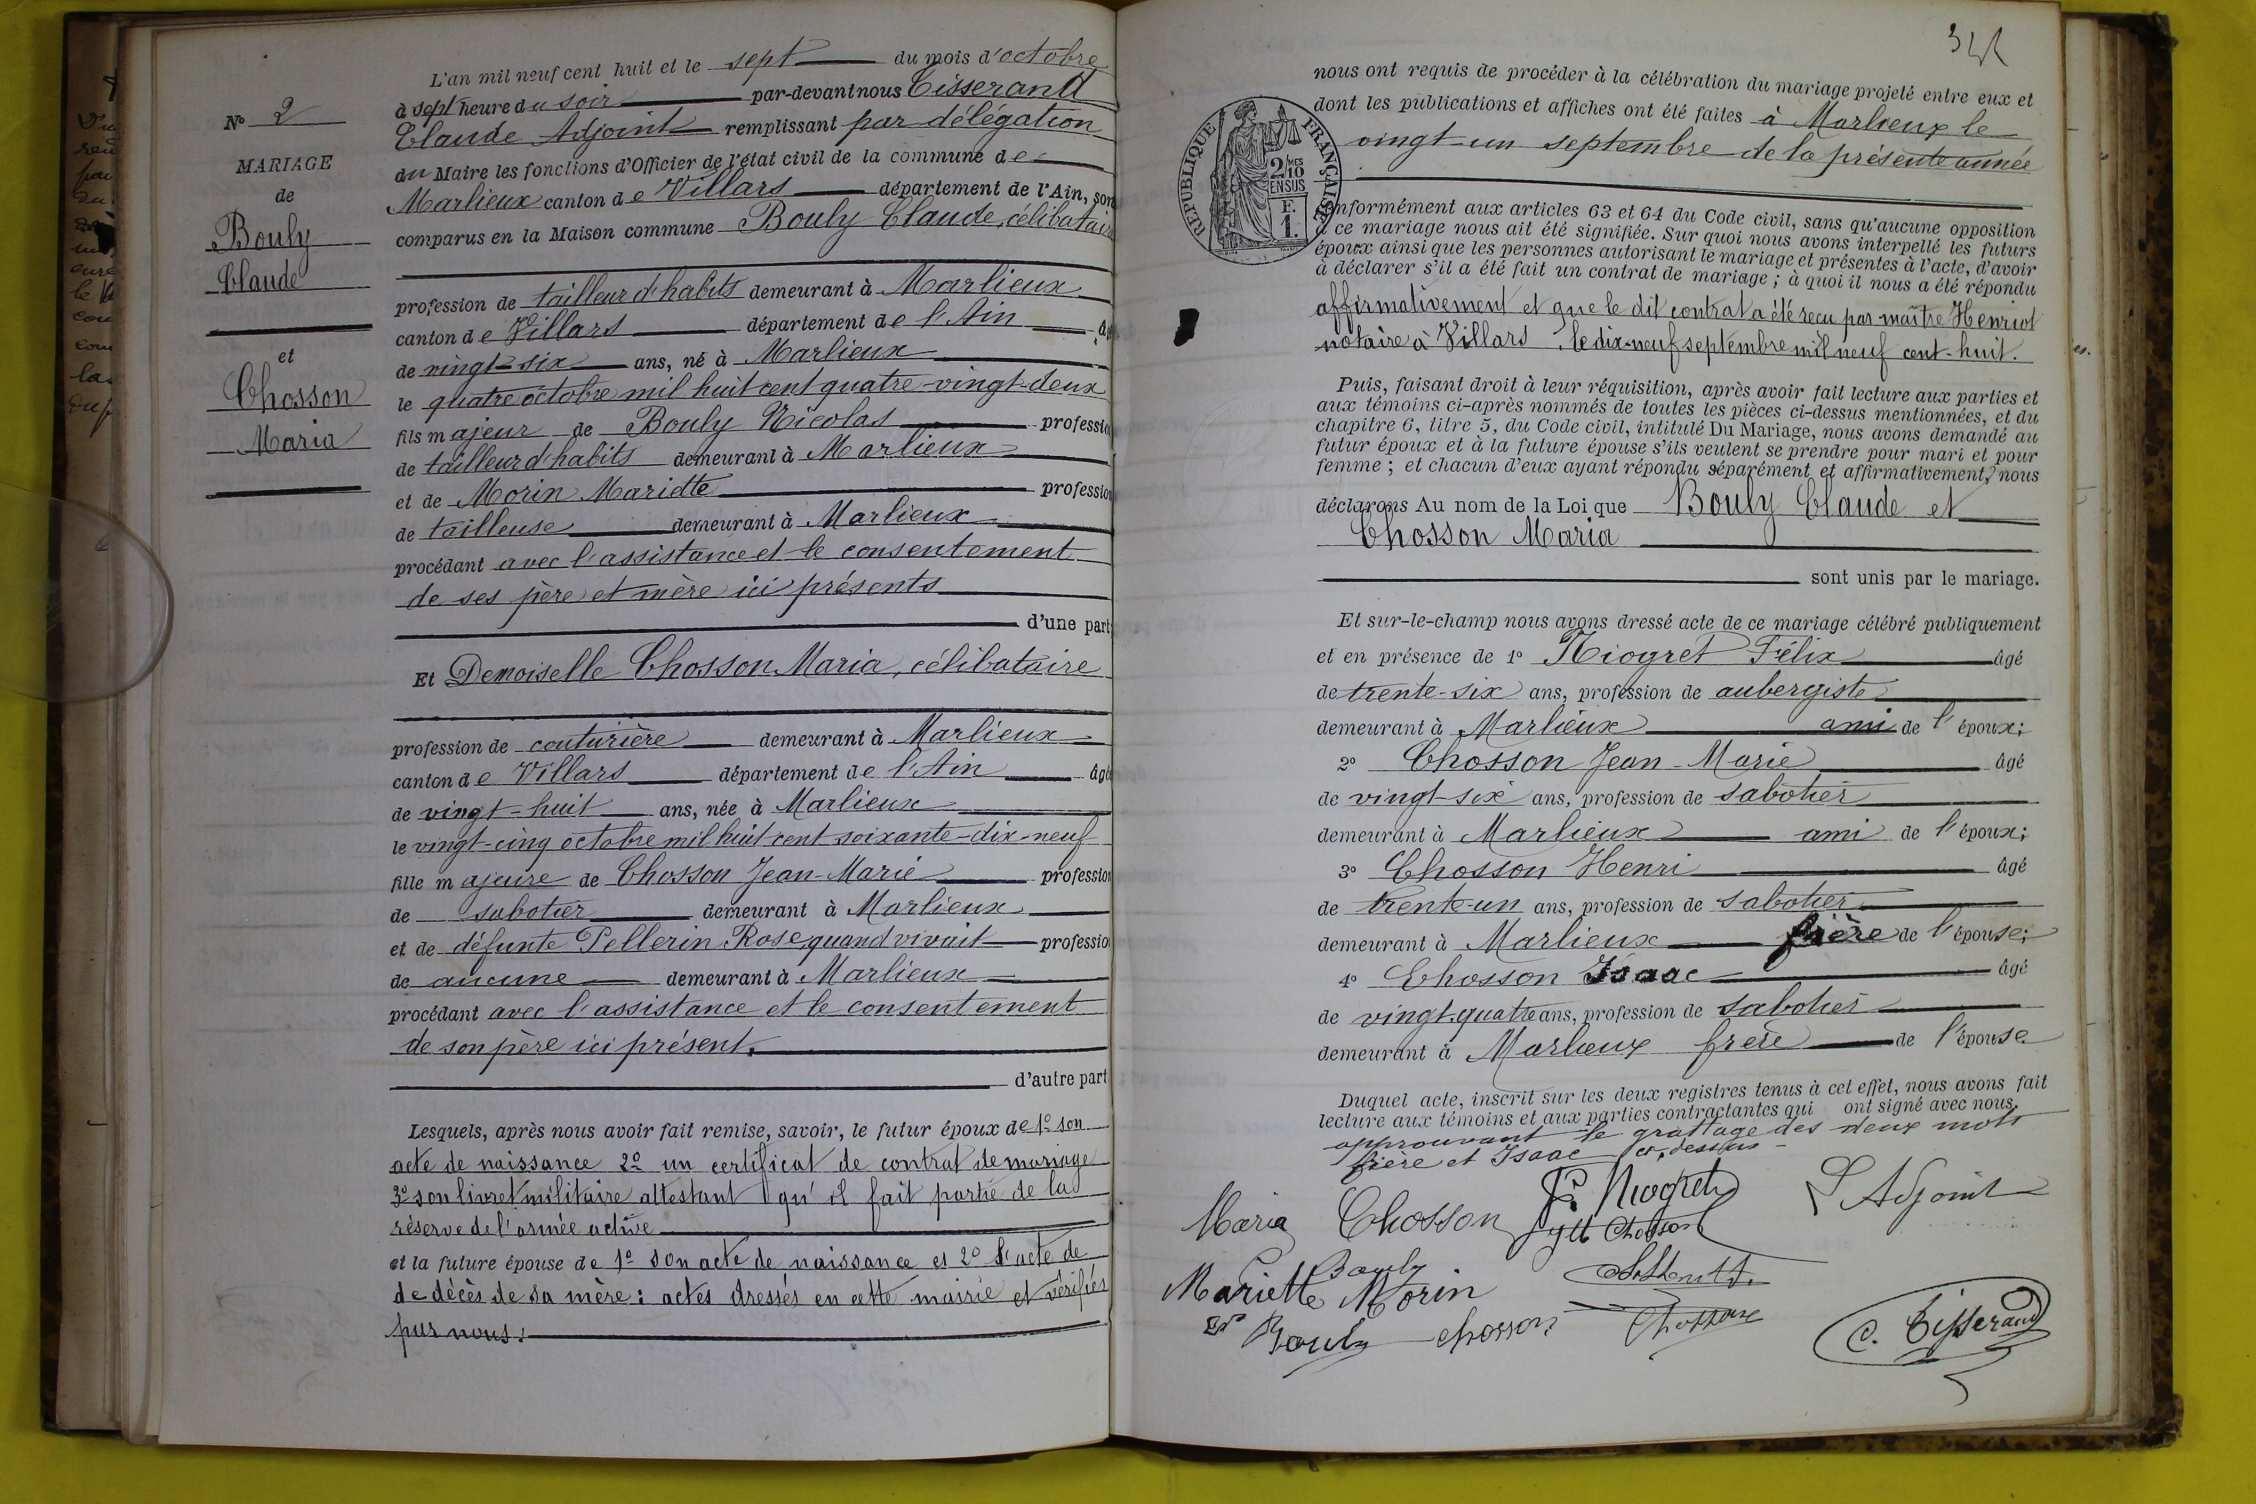 N° 2
MARIAGE
de
Bouly
Claude
et
Chosson
Maria
L'an mil neuf cent huit et le sept du mois d'octobre
à sept heure du soir par-devant nous Tisserand
Claude Adjoint remplissant par délégation
du Maire les fonctions d'Officier de l'état civil de la commune de
Marlieux canton de Villars département de l'Ain, sont
comparus en la Maison commune Bouly Claude, célibataire
profession de tailleur d'habits demeurant à Marlieux
canton de Villars département de l'Ain âgé
de vingt-six ans, né à Marlieux
le quatre octobre mil huit cent quatre-vingt-deux
fils majeur de Bouly Nicolas profession
de tailleur d'habits demeurant à Marlieux
et de Morin Mariette profession
de tailleuse demeurant à Marlieux
procédant avec l'assistance et le consentement
de ses père et mère ici présents
d'une part
Et Demoiselle Chosson Maria, célibataire
profession de couturière demeurant à Marlieux
canton de Villars département de l'Ain âgée
de vingt-huit ans, née à Marlieux
le vingt-cinq octobre mil huit cent soixante-dix-neuf
fille majeure de Chosson Jean-Marie profession
de sabotier demeurant à Marlieux
et de défunte Pellerin Rose, quand vivait profession
de aucune demeurant à Marlieux
procédant avec l'assistance et le consentement
de son père ici présent.
d'autre part
Lesquels, après nous avoir fait remise, savoir, le futur époux de 1° son
acte de naissance 2° un certificat de contrat de mariage
3° son livret militaire attestant qu'il fait partie de la
réserve de l'armée active
et la future épouse de 1° son acte de naissance et 2° l'acte de
de décès de sa mère : actes dressés en cette mairie et vérifiés
par nous.
nous ont requis de procéder à la célébration du mariage projeté entre eux et
dont les publications et affiches ont été faites à Marlieux le
vingt-un septembre de la présente année
RÉPUBLIQUE FRANÇAISE
2/10
MES
EN SUS
F.
1.
conformément aux articles 63 et 64 du Code civil, sans qu'aucune opposition
à ce mariage nous ait été signifiée. Sur quoi nous avons interpellé les futurs
époux ainsi que les personnes autorisant le mariage et présentes à l'acte, d'avoir
à déclarer s'il a été fait un contrat de mariage ; à quoi il nous a été répondu
affirmativement et que le dit contrat a été recu par maître Henriot
notaire à Villars, le dix-neuf septembre mil neuf cent-huit.
Puis, faisant droit à leur réquisition, après avoir fait lecture aux parties et
aux témoins ci-après nommés de toutes les pièces ci-dessus mentionnées, et du
chapitre 6, titre 5, du Code civil, intitulé Du Mariage, nous avons demandé au
futur époux et à la future épouse s'ils veulent se prendre pour mari et pour
femme ; et chacun d'eux ayant répondu séparément et affirmativement, nous
déclarons Au nom de la Loi que Bouly Claude et
Chosson Maria
sont unis par le mariage.
Et sur-le-champ nous avons dressé acte de ce mariage célébré publiquement
et en présence de 1° Niogret Félix âgé
de trente-six ans, profession de aubergiste
demeurant à Marlieux ami de l'époux ;
2° Chosson Jean-Marie âgé
de vingt-six ans, profession de sabotier
demeurant à Marlieux ami de l'époux ;
3° Chosson Henri âgé
de trente-un ans, profession de sabotier
demeurant à Marlieux frère de l'épouse ;
4° Chosson Isaac âgé
de vingt-quatre ans, profession de sabotier
demeurant à Marlieux frère de l'épouse
Duquel acte, inscrit sur les deux registres tenus à cet effet, nous avons fait
lecture aux témoins et aux parties contractantes qui ont signé avec nous
approuvant le grattage des deux mots
frère et Isaac ci-dessus
Maria Chosson F. Niogret L'Adjoint
Chosson
Bouly
Mariette Morin
Bouly Chosson Chosson C. Tisserand